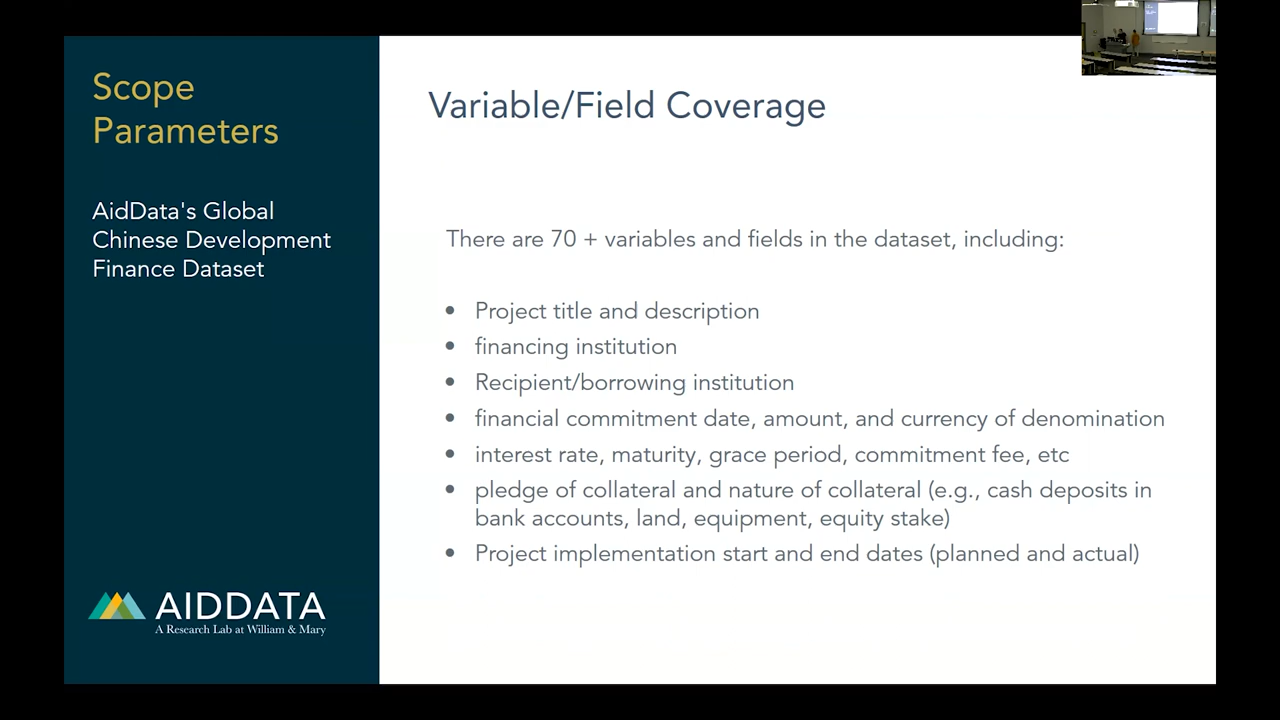 Scope
Parameters
AidData's Global
Chinese Development
Finance Dataset
AIDDATA
A Research Lab at William & Mary
Variable/Field Coverage
There are 70 + variables and fields in the dataset, including:
• Project title and description
• financing institution
• Recipient/borrowing institution
• financial commitment date, amount, and currency of denomination
• interest rate, maturity, grace period, commitment fee, etc
• pledge of collateral and nature of collateral (e.g., cash deposits in
bank accounts, land, equipment, equity stake)
• Project implementation start and end dates (planned and actual)